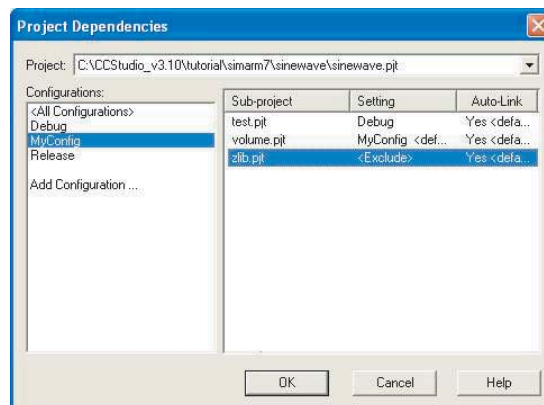 Project Dependencies
Project: C:\CCStudio_v3.10\tutorial\simarm7\sinewave\sinewave.pjt
Configurations:
<All Configurations>
Debug
MyConfig
Release
Add Configuration ...
Sub-project Setting Auto-Link
test.pjt Debug Yes <defa...
volume.pjt MyConfig <def... Yes <defa...
zlib.pjt <Exclude> Yes <defa...
OK Cancel Help